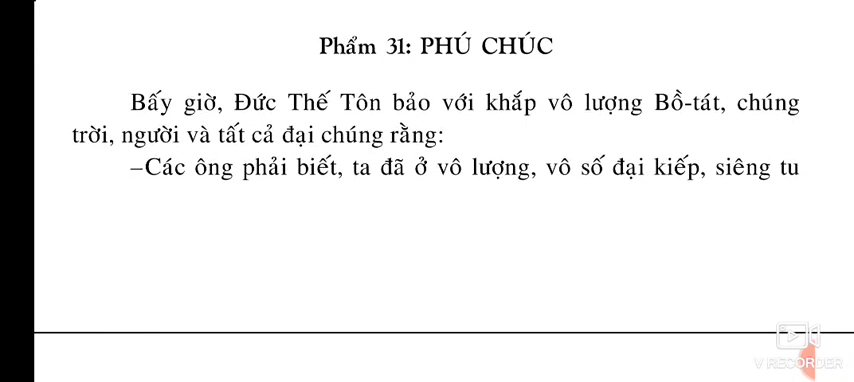 Phẩm 31: PHÚ CHÚC
Bấy giờ, Đức Thế Tôn bảo với khắp vô lượng Bồ-tát, chúng
trời, người và tất cả đại chúng rằng:
–Các ông phải biết, ta đã ở vô lượng, vô số đại kiếp, siêng tu
V RECORDER